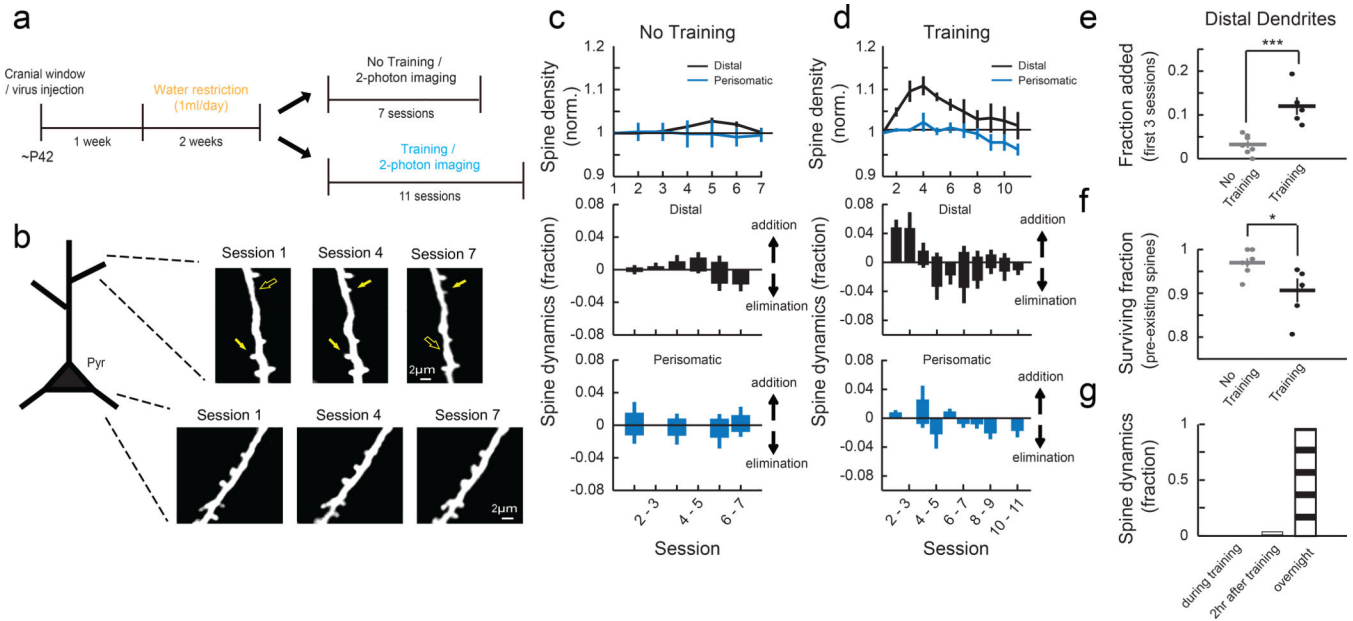 a
Cranial window
/ virus injection
Water restriction
(1ml/day)
1 week
2 weeks
~P42
No Training /
2-photon imaging
7 sessions
Training /
2-photon imaging
11 sessions
b
Pyr
Session 1
Session 4
Session 7
2µm
Session 1
Session 4
Session 7
2µm
c
No Training
Spine density
(norm.)
1.2
1.1
1
0.9
Distal
Perisomatic
1 2 3 4 5 6 7
Spine dynamics (fraction)
Distal
0.08
0.04
0
-0.04
-0.08
addition
elimination
Perisomatic
0.08
0.04
0
-0.04
-0.08
addition
elimination
2 - 3
4 - 5
6 - 7
Session
d
Training
Spine density
(norm.)
1.2
1.1
1
0.9
Distal
Perisomatic
2 4 6 8 10
Spine dynamics (fraction)
Distal
0.08
0.04
0
-0.04
-0.08
addition
elimination
Perisomatic
0.08
0.04
0
-0.04
-0.08
addition
elimination
2 - 3
4 - 5
6 - 7
8 - 9
10 - 11
Session
e
Distal Dendrites
Fraction added
(first 3 sessions)
0.2
0.1
0
***
No
Training
Training
f
Surviving fraction
(pre-existing spines)
1
0.9
0.8
*
No
Training
Training
g
Spine dynamics
(fraction)
1
0.5
0
during training
2hr after training
overnight